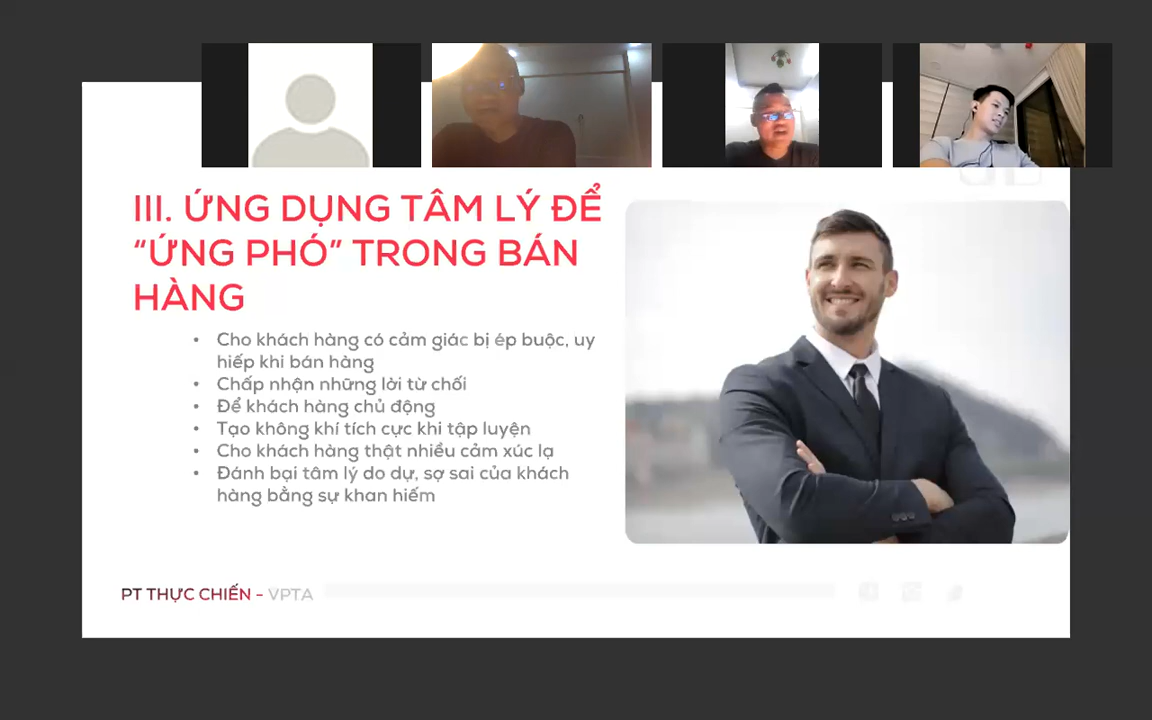 III. ỨNG DỤNG TÂM LÝ ĐỂ
“ỨNG PHÓ” TRONG BÁN
HÀNG
• Cho khách hàng có cảm giác bị ép buộc, uy
hiếp khi bán hàng
• Chấp nhận những lời từ chối
• Để khách hàng chủ động
• Tạo không khí tích cực khi tập luyện
• Cho khách hàng thật nhiều cảm xúc lạ
• Đánh bại tâm lý do dự, sợ sai của khách
hàng bằng sự khan hiếm
PT THỰC CHIẾN - VPTA